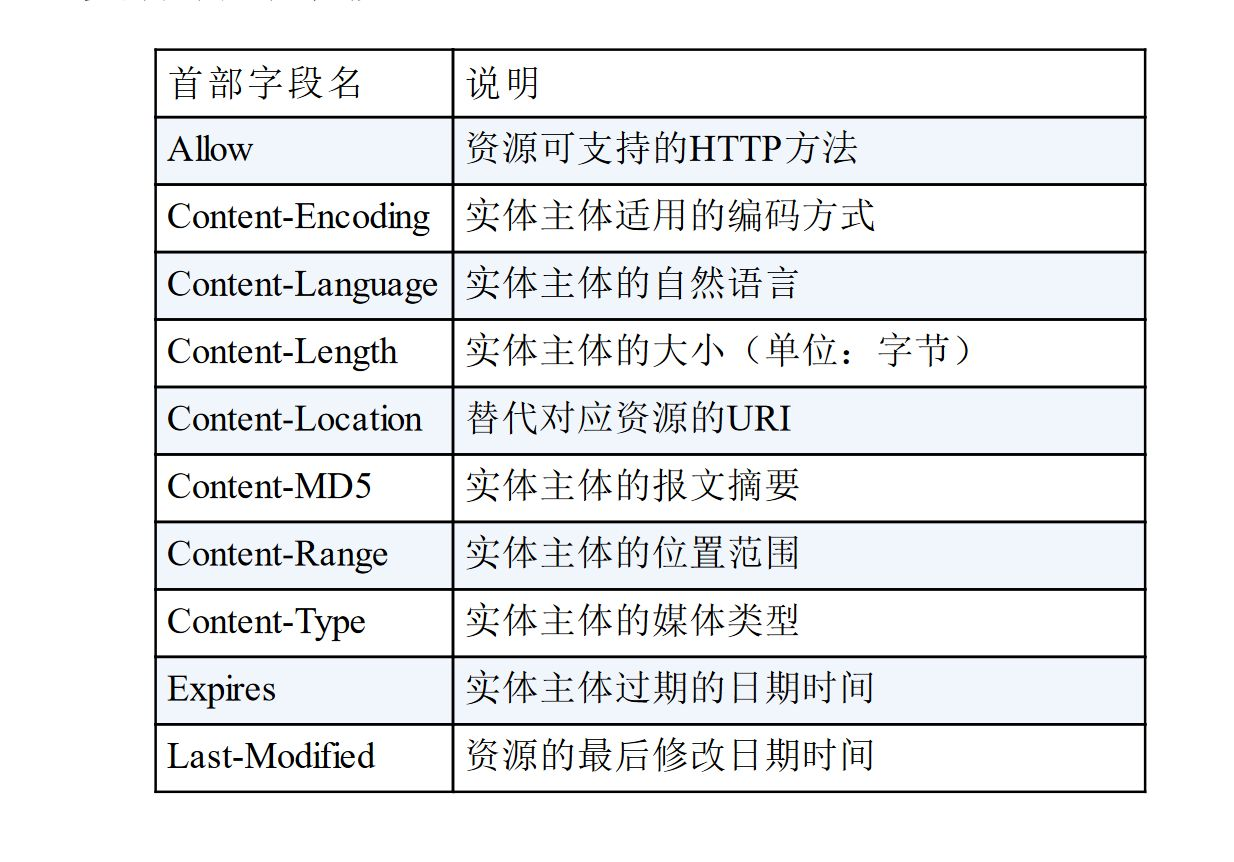 首部字段名 说明
Allow 资源可支持的HTTP方法
Content-Encoding 实体主体适用的编码方式
Content-Language 实体主体的自然语言
Content-Length 实体主体的大小（单位：字节）
Content-Location 替代对应资源的URI
Content-MD5 实体主体的报文摘要
Content-Range 实体主体的位置范围
Content-Type 实体主体的媒体类型
Expires 实体主体过期的日期时间
Last-Modified 资源的最后修改日期时间